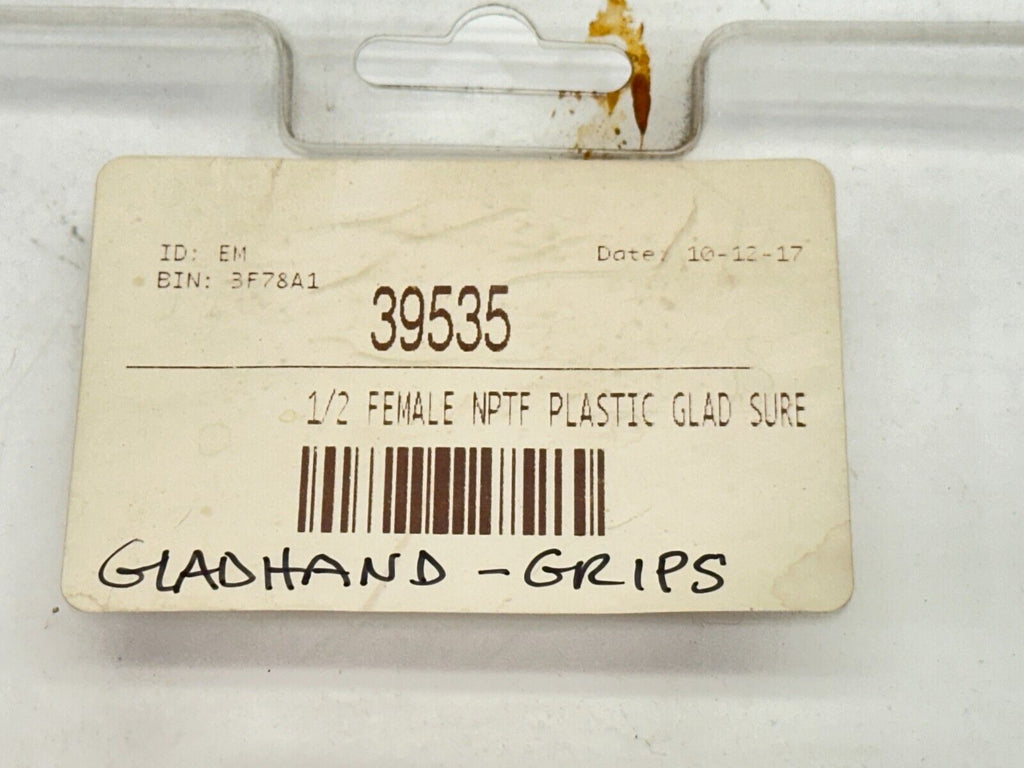 ID: EM
Date: 10-12-17
BIN: 3F78A1
39535
1/2 FEMALE NPTF PLASTIC GLAD SURE
GLADHAND - GRIPS